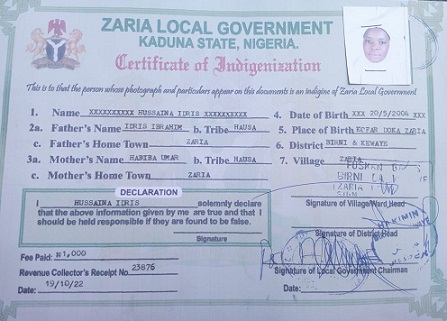 ZARIA LOCAL GOVERNMENT
KADUNA STATE, NIGERIA.
Certificate of Indigenization
This is to that the person whose photograph and particulars appear on this documents is an indigine of Zaria Local Government
1. Name XXXXXXXXXX HUSSAINA IDRIS XXXXXXXXX
2a. Father's Name IDRIS IBRAHIM b. Tribe HAUSA
c. Father's Home Town ZARIA
3a. Mother's Name HABIBA UMAR b. Tribe HAUSA
c. Mother's Home Town ZARIA
4. Date of Birth XXX 20/5/2004 XXX
5. Place of Birth KOFAR DOKA ZARIA
6. District BIRNI & KEWAYE
7. Village ZARIA
DECLARATION
I HUSSAINA IDRIS solemnly declare
that the above information given by me are true and that I
should be held responsible if they are found to be false.
Signature
Fee Paid: ₦1,000
Revenue Collector's Receipt No. 23876
Date: 19/10/22
BIRNI
ZARIA
Signature of Village/Ward Head
HAKIMIN
Signature of District Head
Signature of Local Government Chairman
Date: